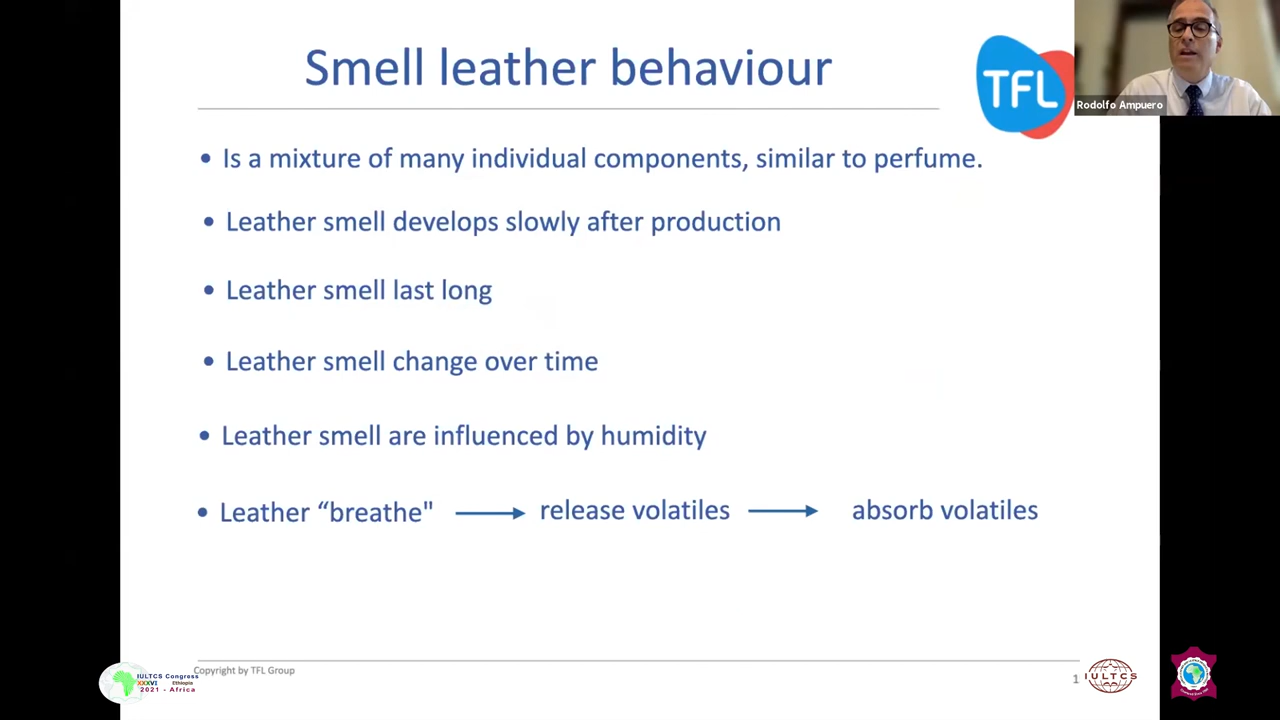 Smell leather behaviour
TFL
Rodolfo Ampuero
• Is a mixture of many individual components, similar to perfume.
• Leather smell develops slowly after production
• Leather smell last long
• Leather smell change over time
• Leather smell are influenced by humidity
• Leather “breathe" release volatiles absorb volatiles
Copyright by TFL Group
IULTCS Congress
XXXVI Ethiopia
2021 - Africa
1
IULTCS